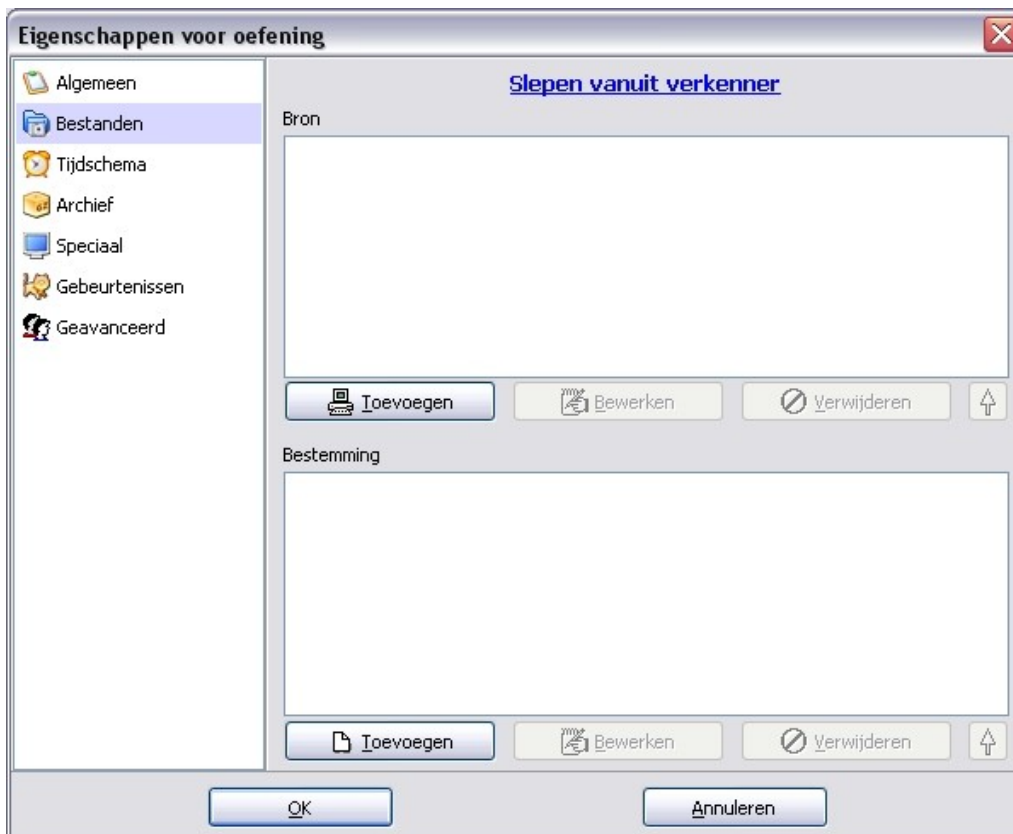 Eigenschappen voor oefening
Algemeen
Bestanden
Tijdschema
Archief
Speciaal
Gebeurtenissen
Geavanceerd
Slepen vanuit verkenner
Bron
Toevoegen Bewerken Verwijderen
Bestemming
Toevoegen Bewerken Verwijderen
OK Annuleren